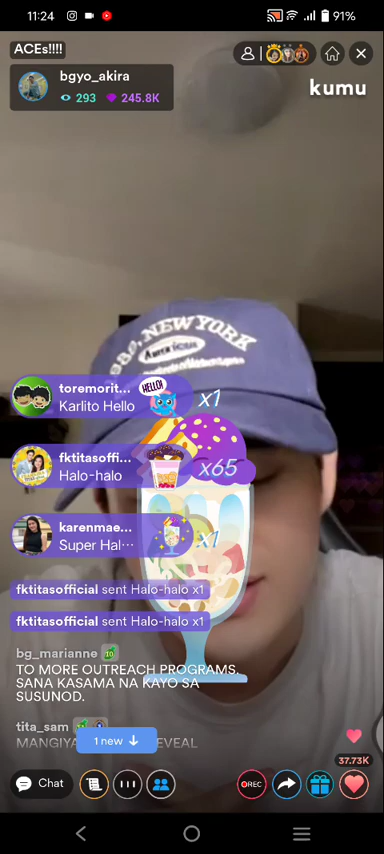 11:24
91%
ACEs!!!!
bgyo_akira
293
245.8K
kumu
NEW YORK
American
HELLO!
toremorit...
Karlito Hello
x1
fktitasoffi...
Halo-halo
x65
karenmae...
Super Hal...
x1
fktitasofficial sent Halo-halo x1
fktitasofficial sent Halo-halo x1
bg_marianne
TO MORE OUTREACH PROGRAMS.
SANA KASAMA NA KAYO SA
SUSUNOD.
tita_sam
1 new
37.73K
Chat
REC